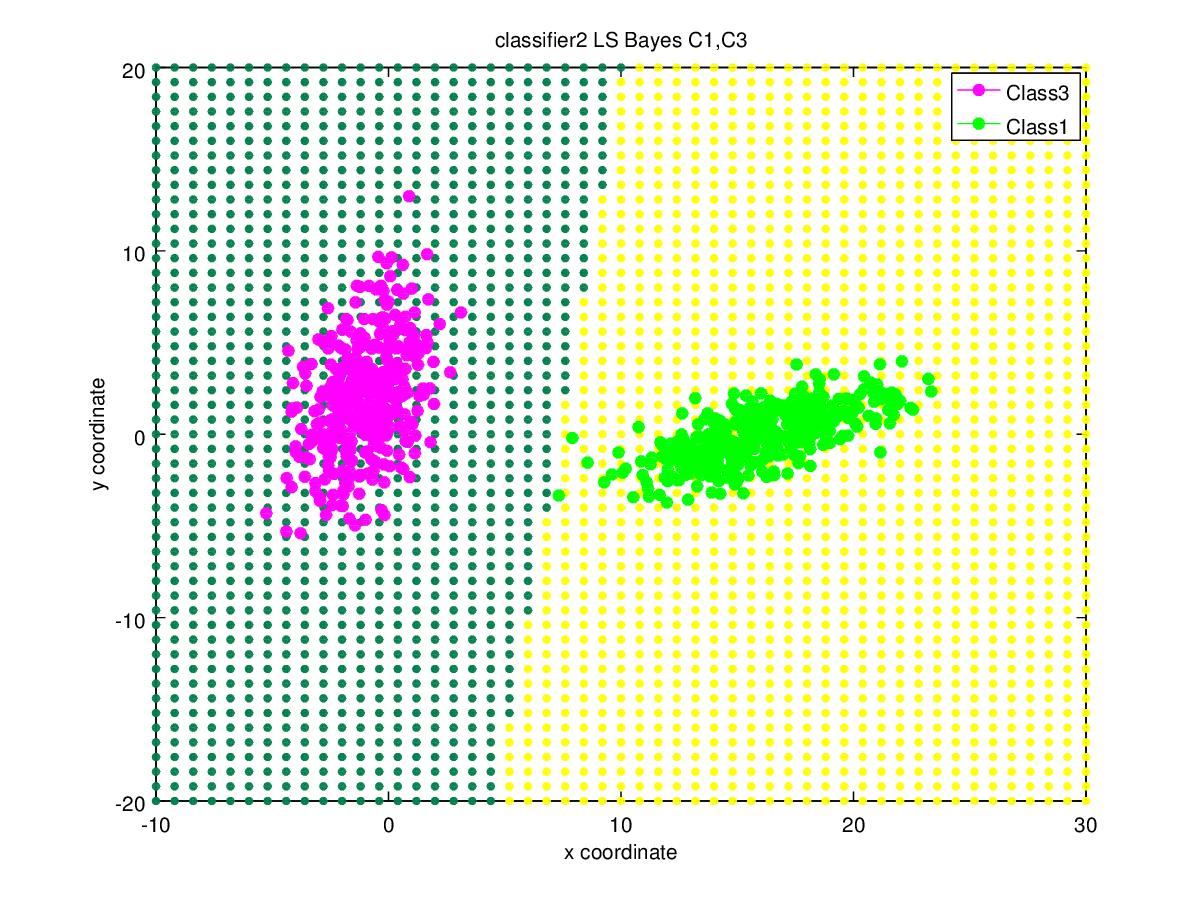 classifier2 LS Bayes C1,C3
20
10
0
-10
-20
-10 0 10 20 30
x coordinate
y coordinate
Class3
Class1